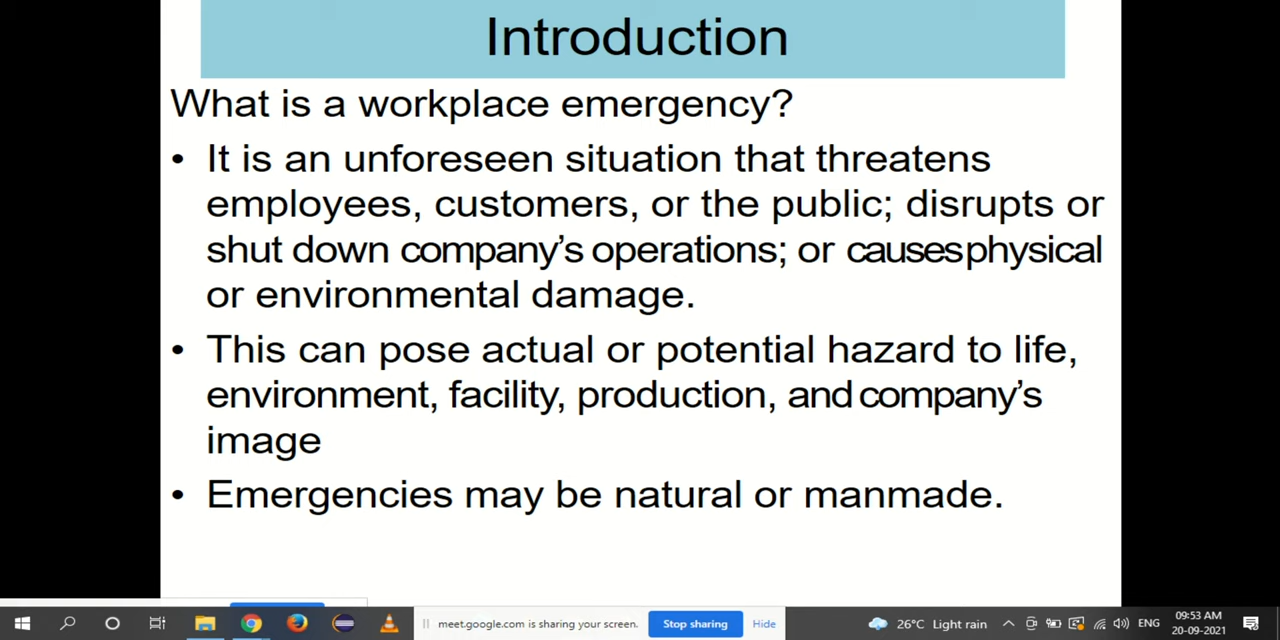 Introduction
What is a workplace emergency?
• It is an unforeseen situation that threatens
employees, customers, or the public; disrupts or
shut down company's operations; or causes physical
or environmental damage.
• This can pose actual or potential hazard to life,
environment, facility, production, and company's
image
• Emergencies may be natural or manmade.
meet.google.com is sharing your screen. Stop sharing Hide
26°C Light rain
ENG
09:53 AM
20-09-2021